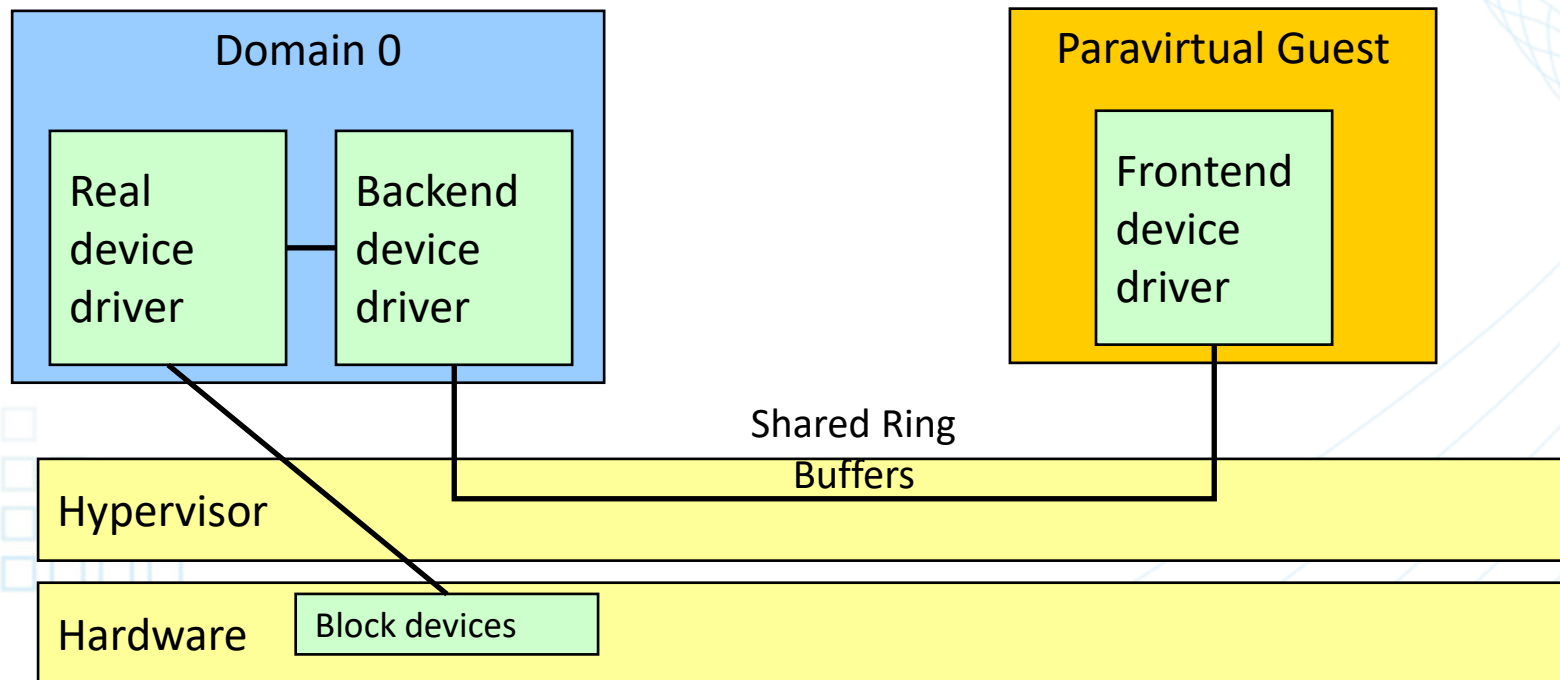 Domain 0
Real
device
driver
Backend
device
driver
Paravirtual Guest
Frontend
device
driver
Shared Ring
Buffers
Hypervisor
Hardware
Block devices